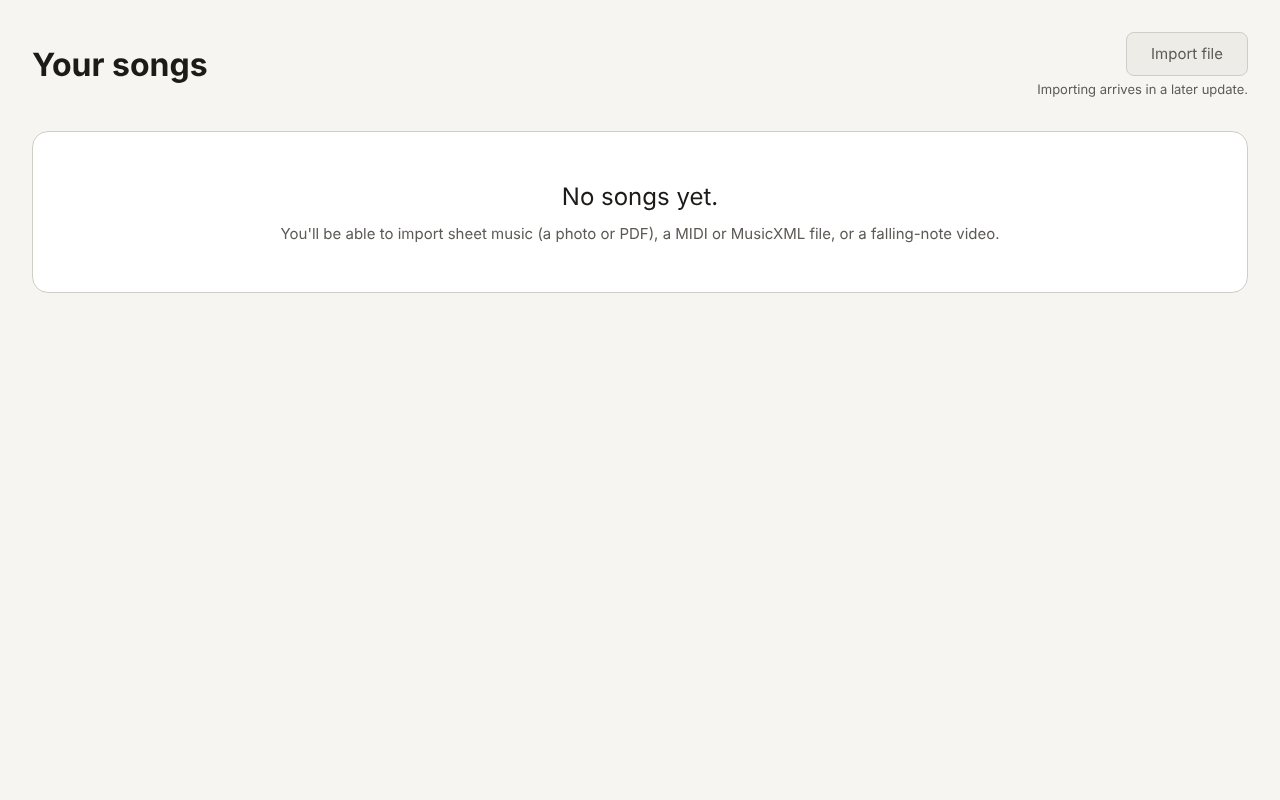 Your songs
Import file
Importing arrives in a later update.
No songs yet.
You'll be able to import sheet music (a photo or PDF), a MIDI or MusicXML file, or a falling-note video.